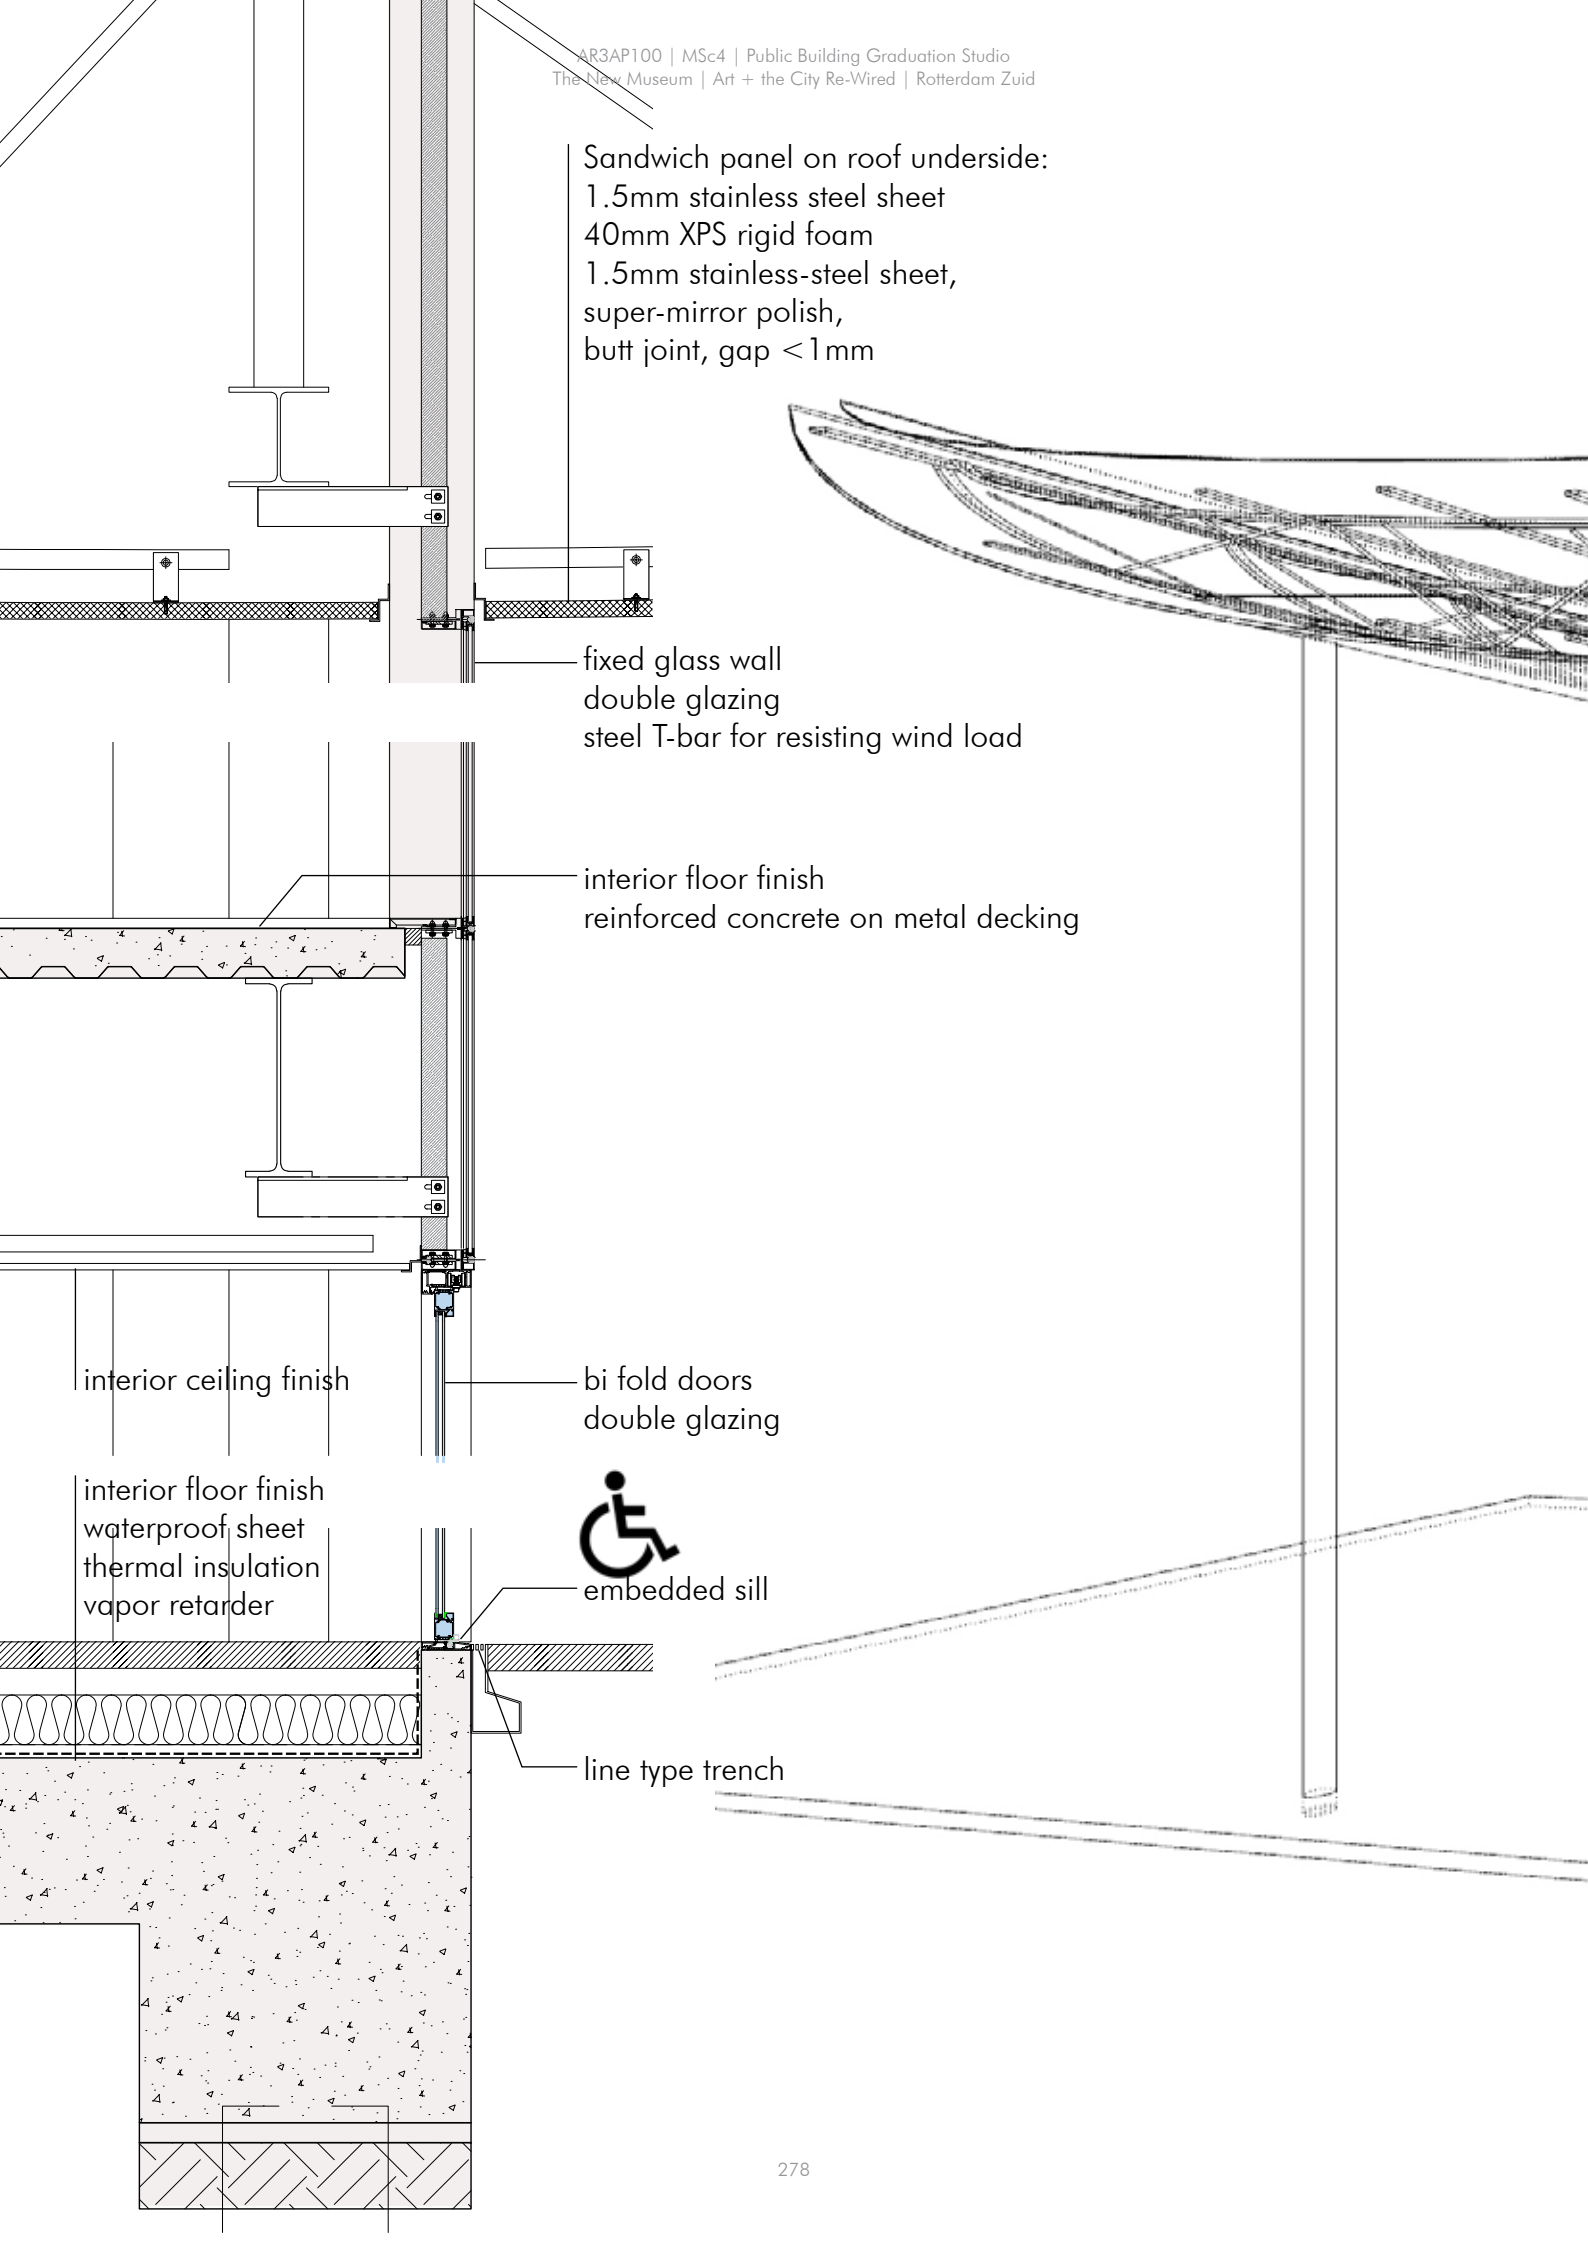 AR3AP100 | MSc4 | Public Building Graduation Studio
The New Museum | Art + the City Re-Wired | Rotterdam Zuid
Sandwich panel on roof underside:
1.5mm stainless steel sheet
40mm XPS rigid foam
1.5mm stainless-steel sheet,
super-mirror polish,
butt joint, gap <1mm
fixed glass wall
double glazing
steel T-bar for resisting wind load
interior floor finish
reinforced concrete on metal decking
interior ceiling finish
bi fold doors
double glazing
interior floor finish
waterproof sheet
thermal insulation
vapor retarder
embedded sill
line type trench
278